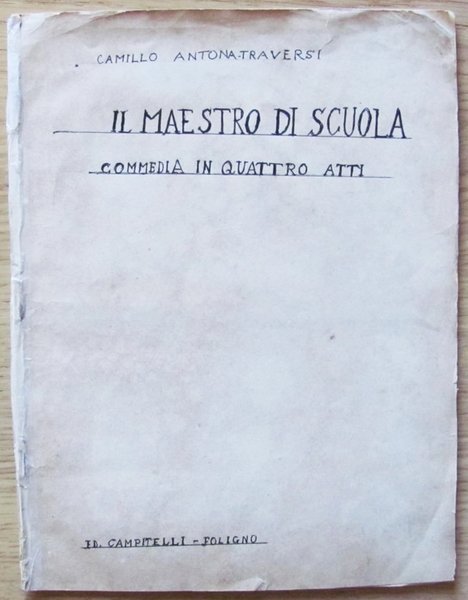 CAMILLO ANTONA-TRAVERSI
IL MAESTRO DI SCUOLA
COMMEDIA IN QUATTRO ATTI
ED. CAMPITELLI - FOLIGNO